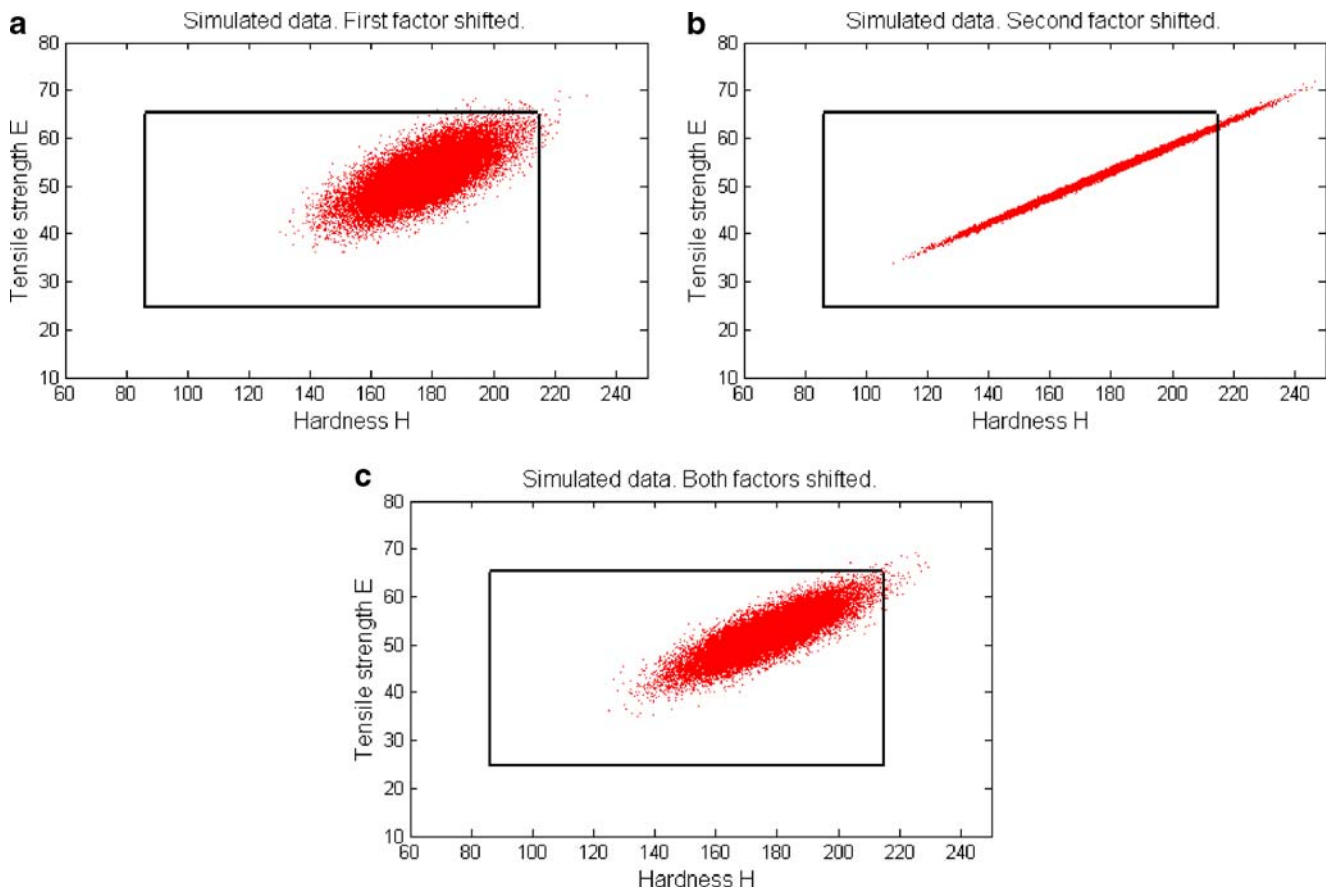 a
Simulated data. First factor shifted.
80
70
60
50
40
30
20
10
Tensile strength E
60 80 100 120 140 160 180 200 220 240
Hardness H
b
Simulated data. Second factor shifted.
80
70
60
50
40
30
20
10
Tensile strength E
60 80 100 120 140 160 180 200 220 240
Hardness H
c
Simulated data. Both factors shifted.
80
70
60
50
40
30
20
10
Tensile strength E
60 80 100 120 140 160 180 200 220 240
Hardness H